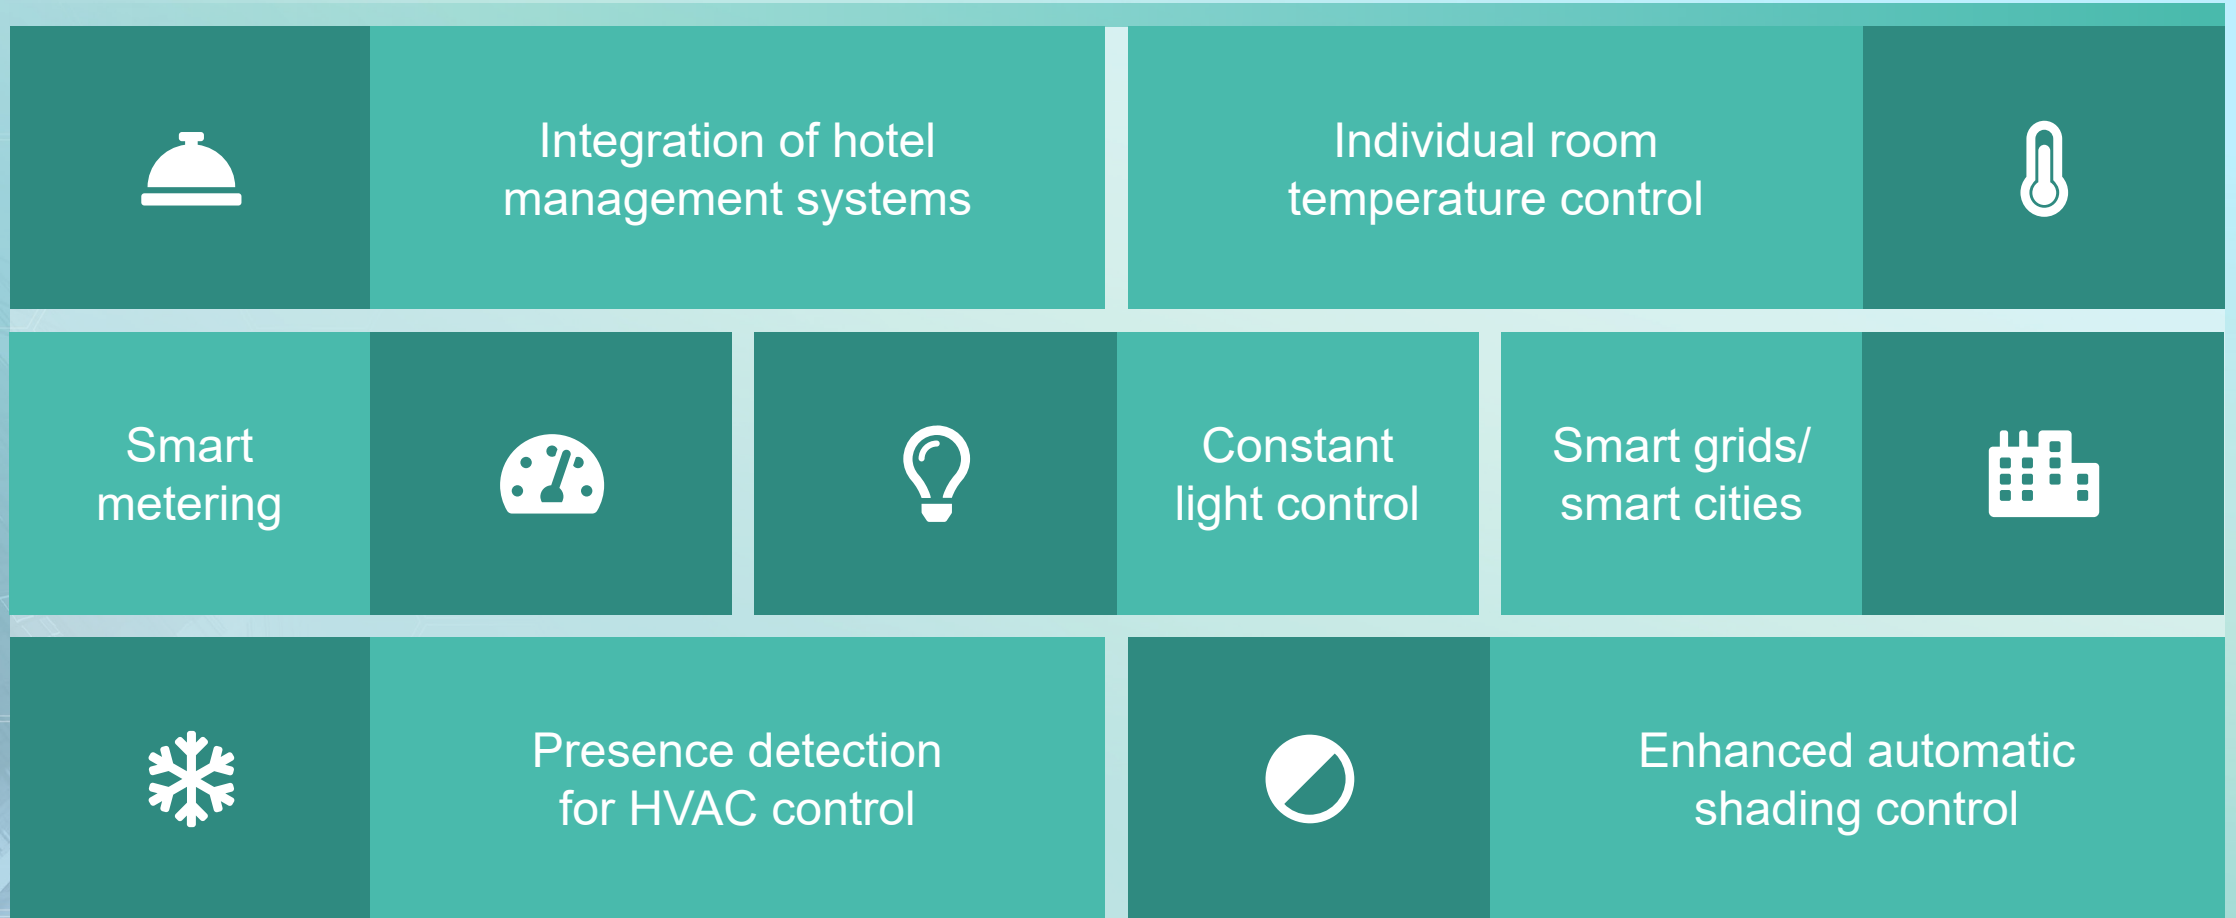 Integration of hotel
management systems
Individual room
temperature control
Smart
metering
Constant
light control
Smart grids/
smart cities
Presence detection
for HVAC control
Enhanced automatic
shading control